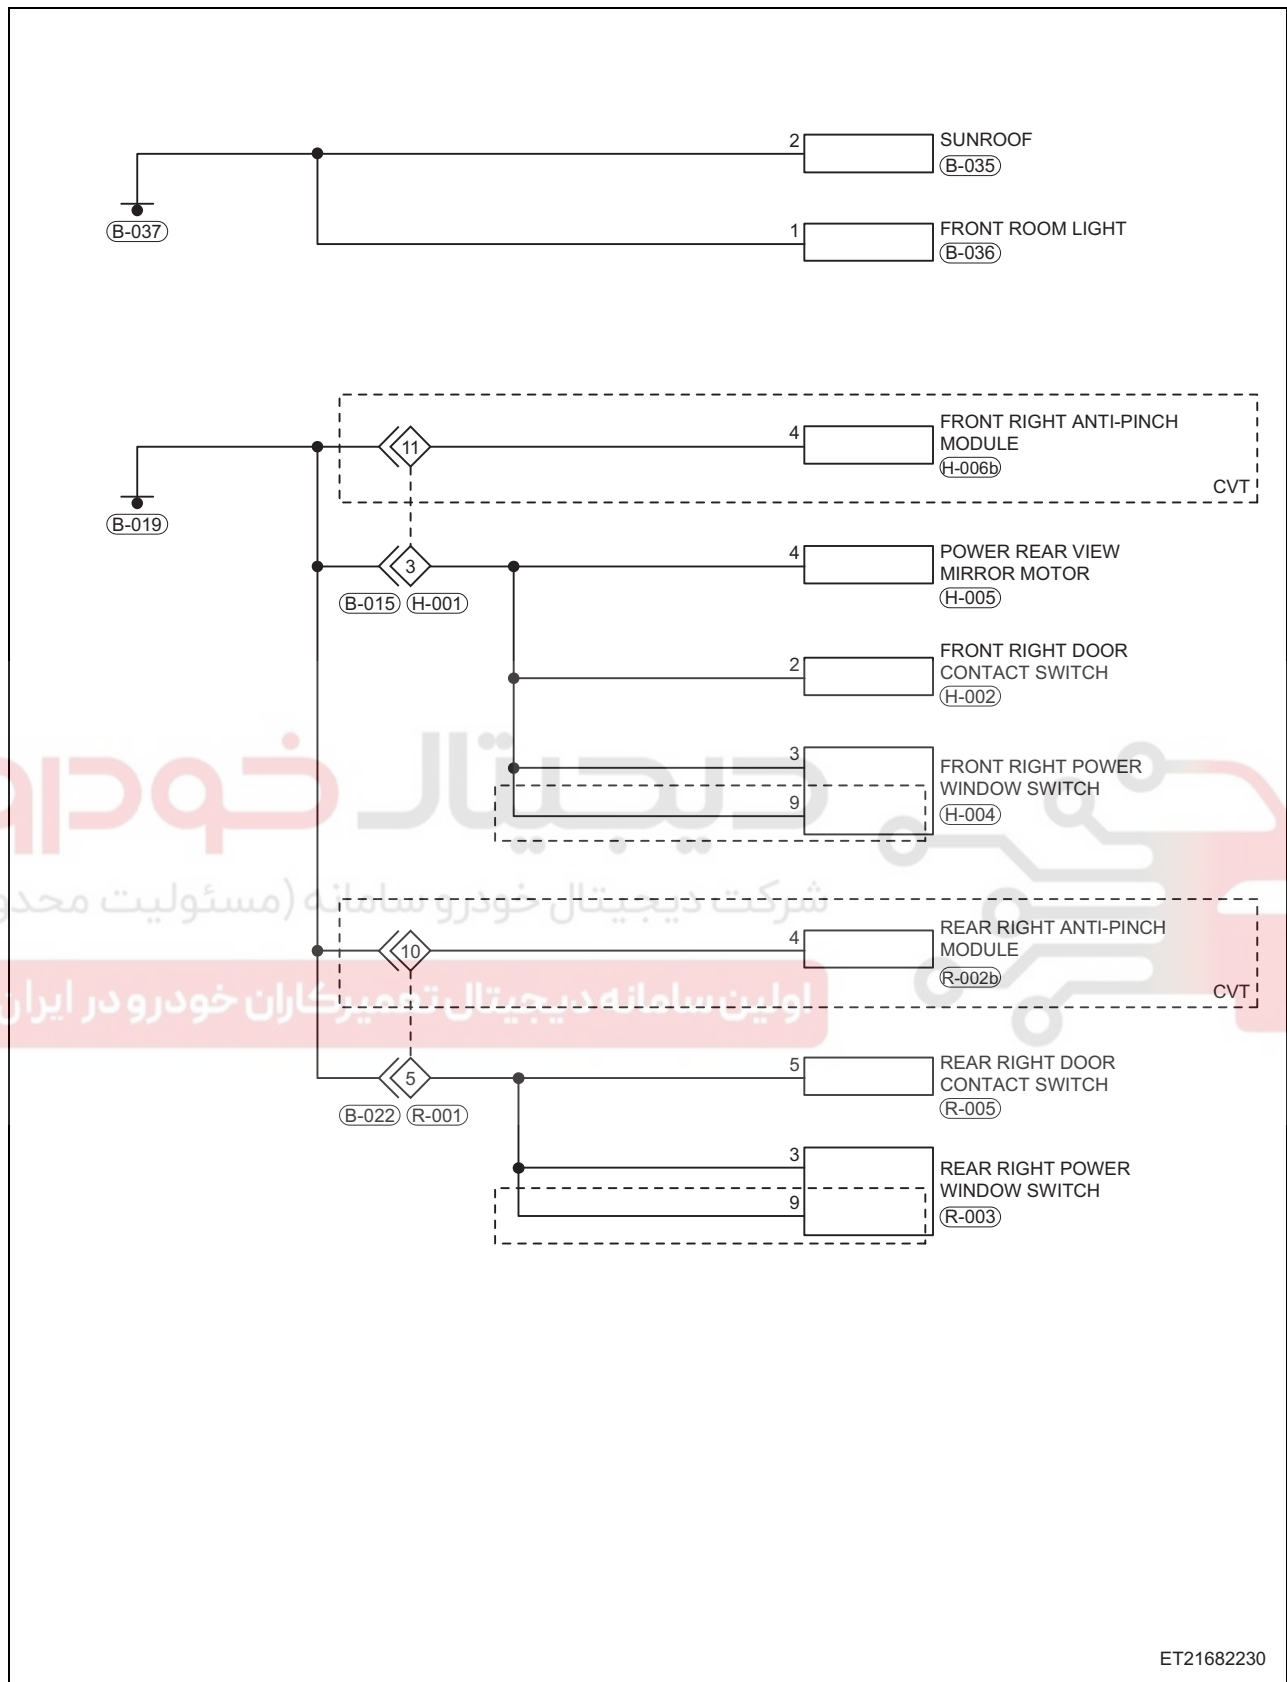 2
SUNROOF
B-035
B-037
1
FRONT ROOM LIGHT
B-036
11
4
FRONT RIGHT ANTI-PINCH
MODULE
H-006b
CVT
B-019
3
4
POWER REAR VIEW
MIRROR MOTOR
H-005
B-015
H-001
2
FRONT RIGHT DOOR
CONTACT SWITCH
H-002
3
FRONT RIGHT POWER
WINDOW SWITCH
9
H-004
دیجیتال خودرو
شرکت دیجیتال خودرو سامانه (مسئولیت
10
4
REAR RIGHT ANTI-PINCH
MODULE
R-002b
CVT
اولین سامانه دیجیتال تعمیرکاران خودرو در ایران
5
5
REAR RIGHT DOOR
CONTACT SWITCH
R-005
B-022
R-001
3
REAR RIGHT POWER
WINDOW SWITCH
9
R-003
ET21682230